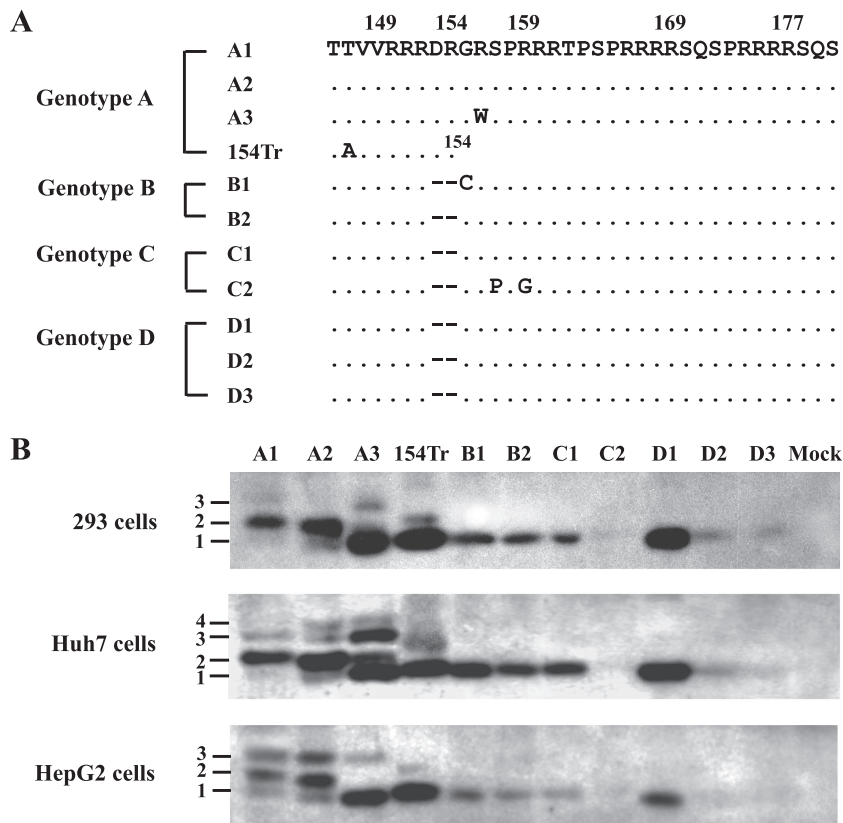 A
149 154 159 169 177
A1 TTVVRRRDRGRSPRRRTPSPRRRRSQSPRRRRSQS
Genotype A
A2 ...................................
A3 ..........W........................
154Tr .A....... 154
Genotype B
B1 .......--C.........................
B2 .......--..........................
Genotype C
C1 .......--..........................
C2 .......--..P.G.....................
Genotype D
D1 .......--..........................
D2 .......--..........................
D3 .......--..........................
B
A1 A2 A3 154Tr B1 B2 C1 C2 D1 D2 D3 Mock
293 cells
3
2
1
Huh7 cells
4
3
2
1
HepG2 cells
3
2
1